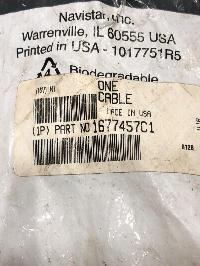 Navistar, Inc.
Warrenville, IL 60555 USA
Printed in USA - 1017751R5
Biodegradable
ONE
CABLE
MADE IN USA
(1P) PART NO 1677457C1